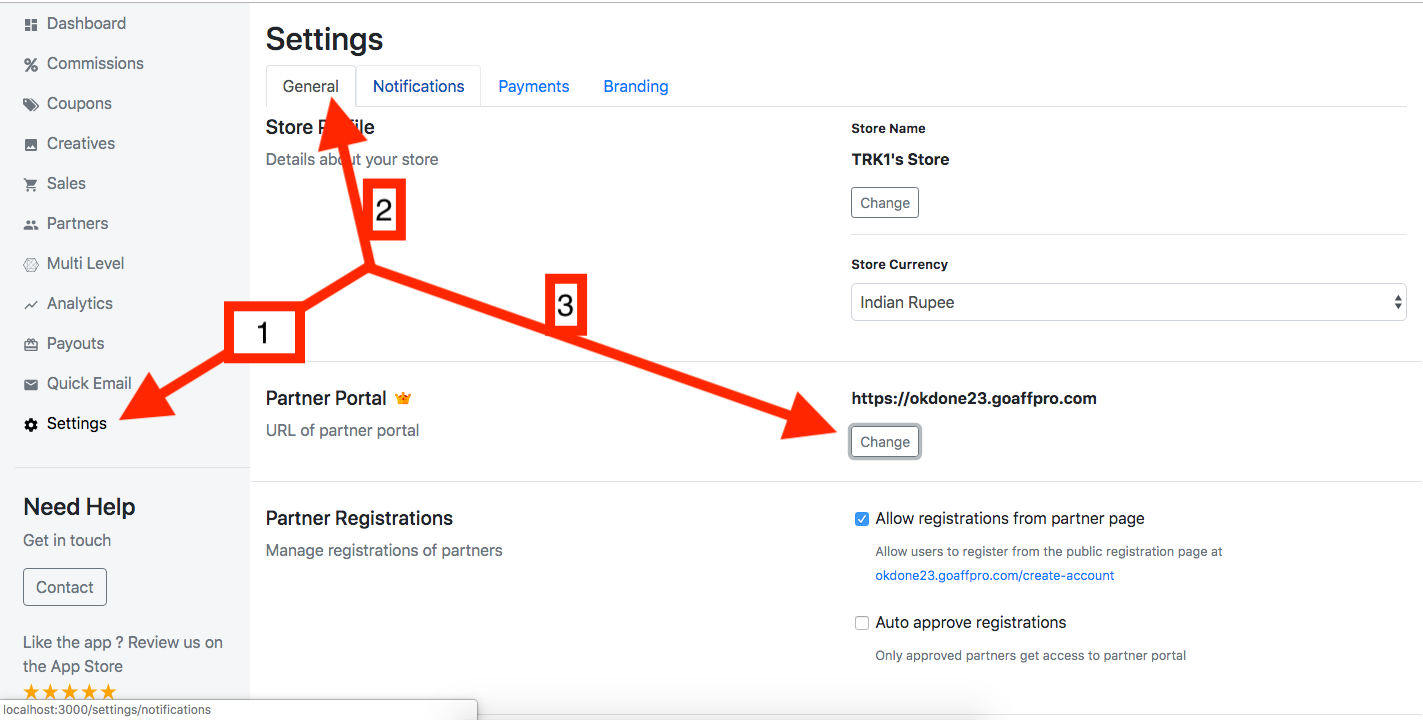 Dashboard
Commissions
Coupons
Creatives
Sales
Partners
Multi Level
Analytics
Payouts
Quick Email
Settings
Need Help
Get in touch
Contact
Like the app ? Review us on
the App Store
localhost:3000/settings/notifications
Settings
General Notifications Payments Branding
Store Profile
Details about your store
Store Name
TRK1's Store
Change
Store Currency
Indian Rupee
1
2
3
Partner Portal
URL of partner portal
https://okdone23.goaffpro.com
Change
Partner Registrations
Manage registrations of partners
Allow registrations from partner page
Allow users to register from the public registration page at
okdone23.goaffpro.com/create-account
Auto approve registrations
Only approved partners get access to partner portal